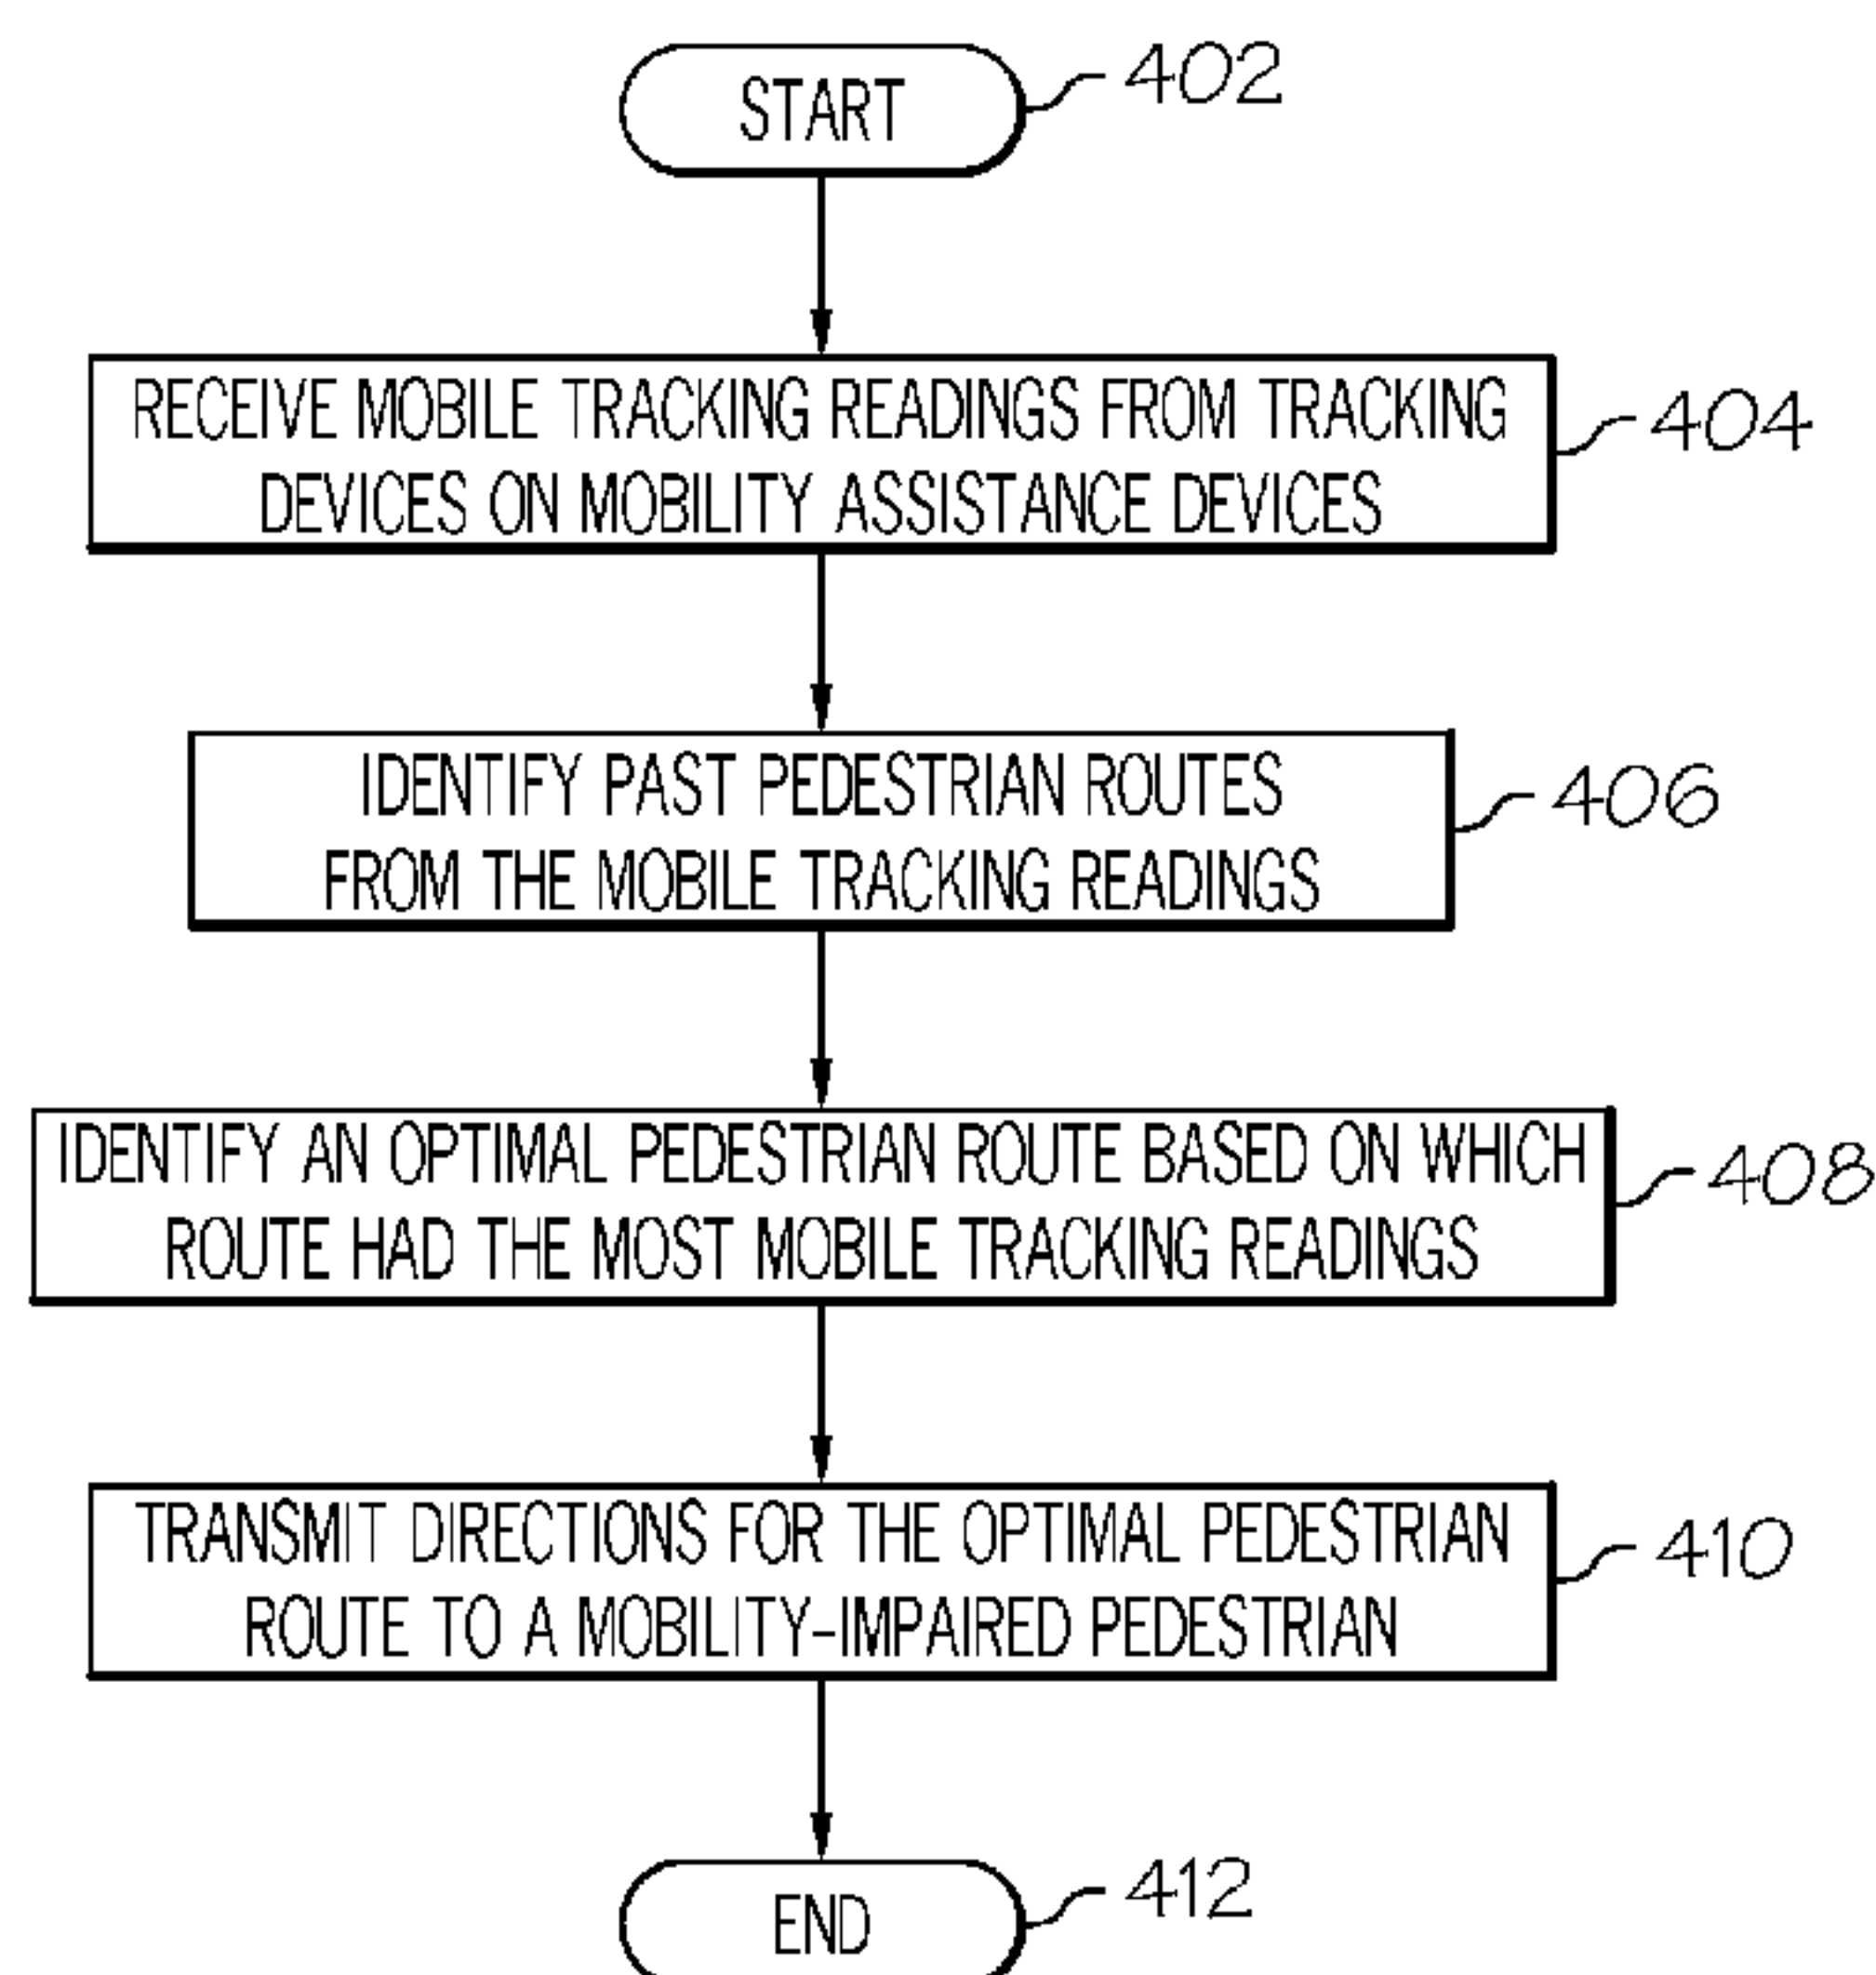 START
402
RECEIVE MOBILE TRACKING READINGS FROM TRACKING
DEVICES ON MOBILITY ASSISTANCE DEVICES
404
IDENTIFY PAST PEDESTRIAN ROUTES
FROM THE MOBILE TRACKING READINGS
406
IDENTIFY AN OPTIMAL PEDESTRIAN ROUTE BASED ON WHICH
ROUTE HAD THE MOST MOBILE TRACKING READINGS
408
TRANSMIT DIRECTIONS FOR THE OPTIMAL PEDESTRIAN
ROUTE TO A MOBILITY-IMPAIRED PEDESTRIAN
410
END
412